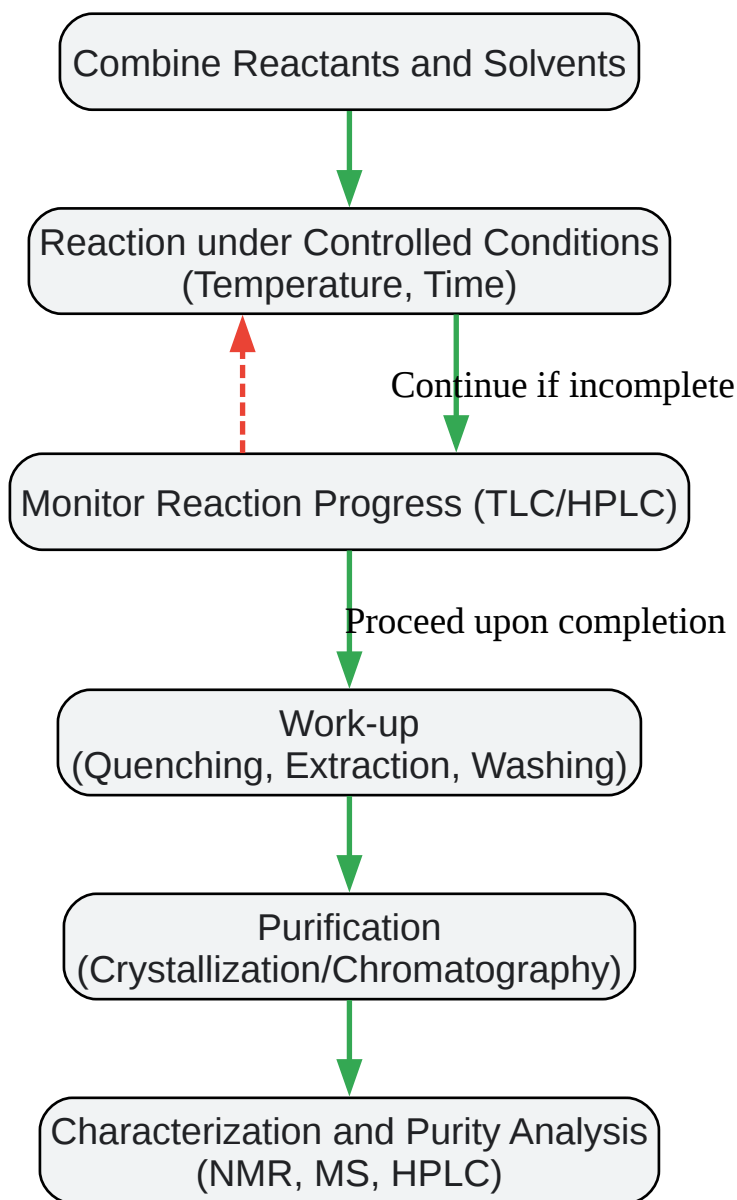 Combine Reactants and Solvents
Reaction under Controlled Conditions
(Temperature, Time)
Continue if incomplete
Monitor Reaction Progress (TLC/HPLC)
Proceed upon completion
Work-up
(Quenching, Extraction, Washing)
Purification
(Crystallization/Chromatography)
Characterization and Purity Analysis
(NMR, MS, HPLC)